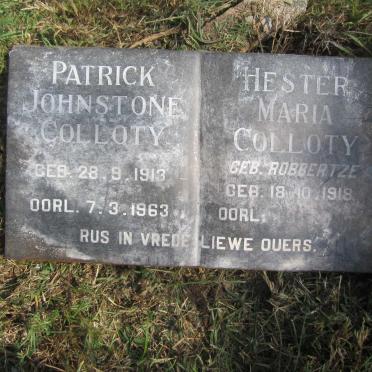 PATRICK
JOHNSTONE
COLLOTY
GEB. 28.9.1913
OORL. 7.3.1963
HESTER
MARIA
COLLOTY
GEB. ROBBERTZE
GEB. 18.10.1918
OORL.
RUS IN VREDE LIEWE OUERS.